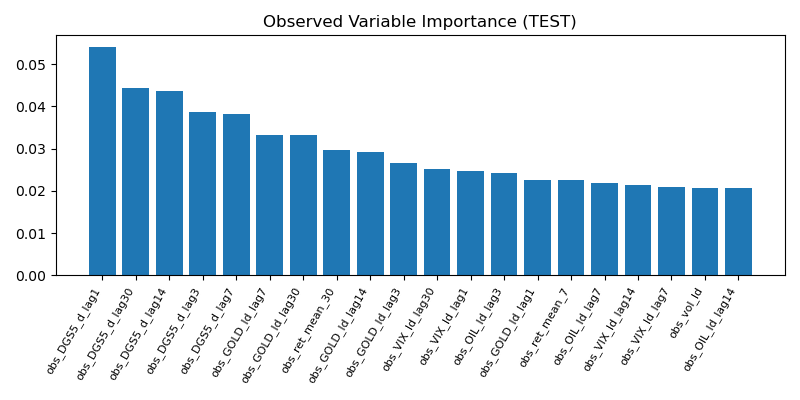 Observed Variable Importance (TEST)
0.05
0.04
0.03
0.02
0.01
0.00
obs_DGS5_d_lag1
obs_DGS5_d_lag30
obs_DGS5_d_lag14
obs_DGS5_d_lag3
obs_DGS5_d_lag7
obs_GOLD_ld_lag7
obs_GOLD_ld_lag30
obs_ret_mean_30
obs_GOLD_ld_lag14
obs_GOLD_ld_lag3
obs_VIX_ld_lag30
obs_VIX_ld_lag1
obs_OIL_ld_lag3
obs_GOLD_ld_lag1
obs_ret_mean_7
obs_OIL_ld_lag7
obs_VIX_ld_lag14
obs_VIX_ld_lag7
obs_vol_ld
obs_OIL_ld_lag14